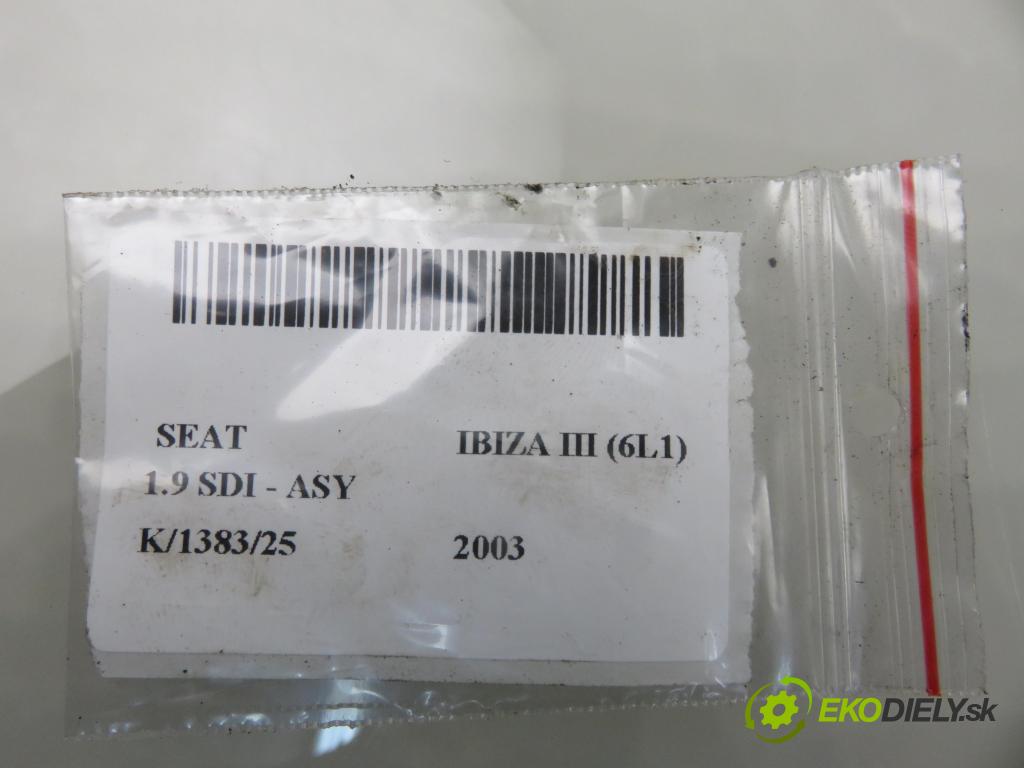 SEAT IBIZA III (6L1)
1.9 SDI - ASY
K/1383/25 2003
EKODIELY.sk